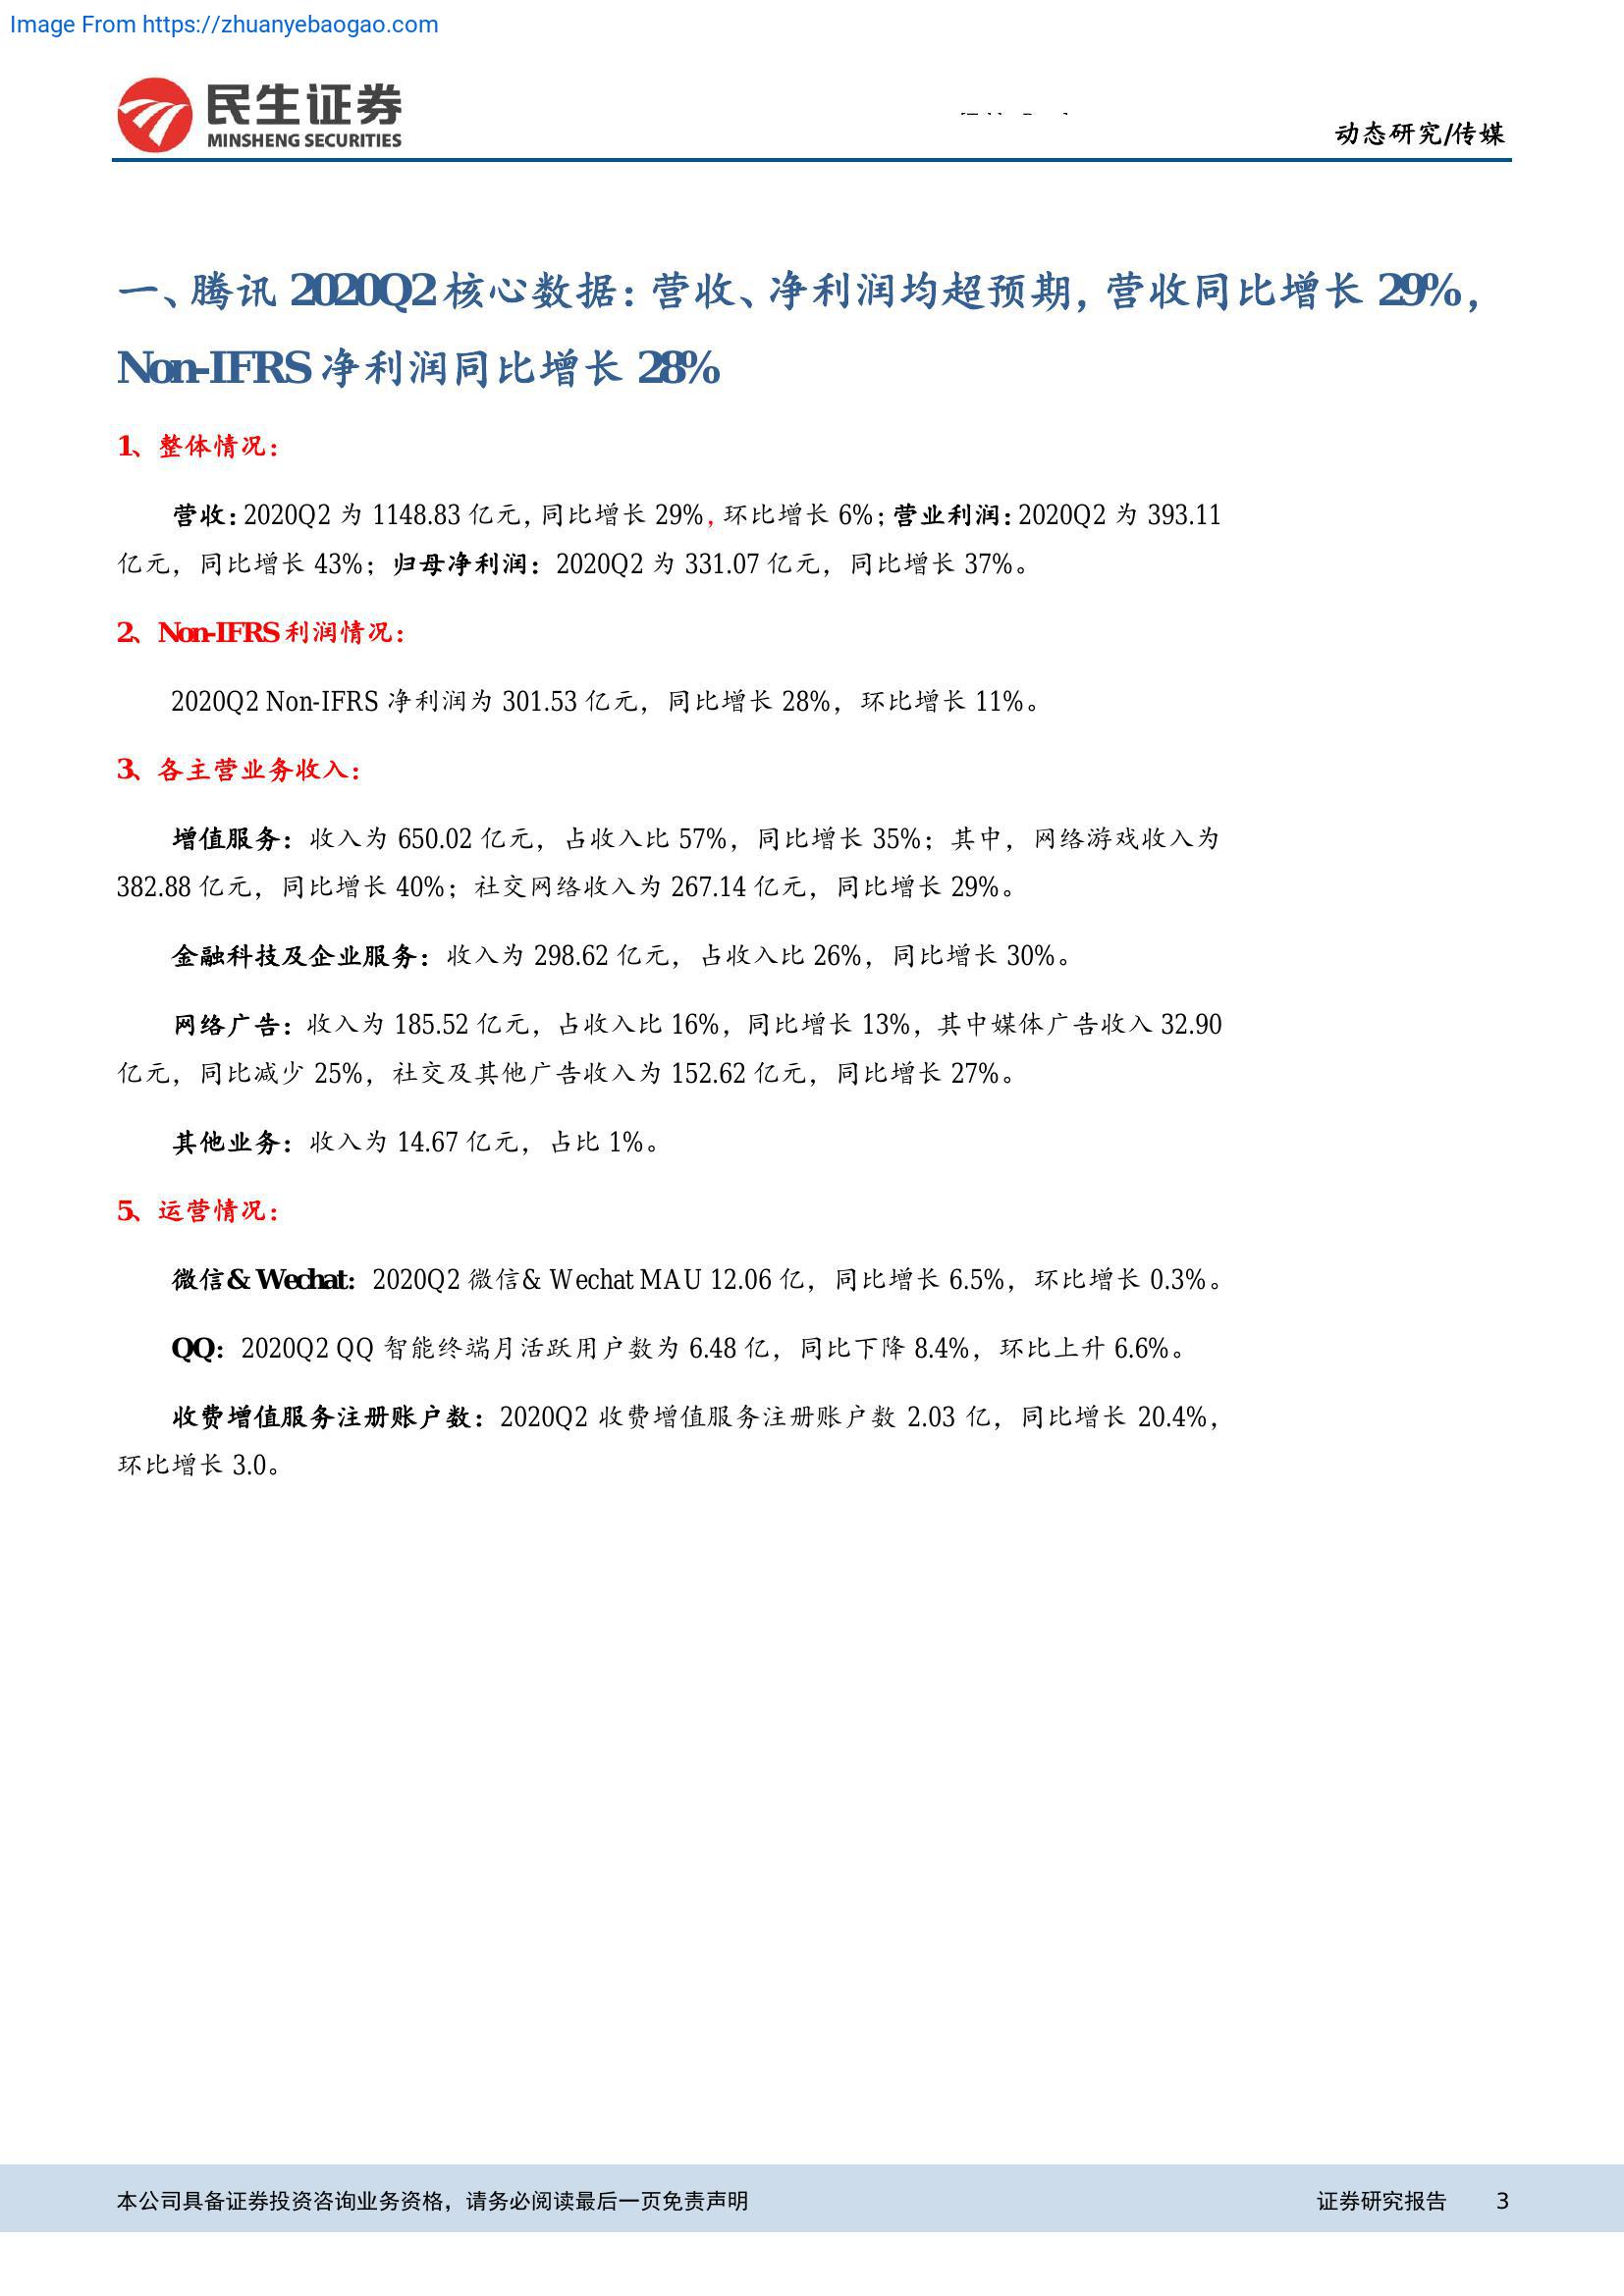 Image From https://zhuanyebaogao.com
民生证券
MINSHENG SECURITIES
动态研究/传媒
一、腾讯 2020Q2 核心数据：营收、净利润均超预期，营收同比增长 29%，
Non-IFRS 净利润同比增长 28%
1、整体情况：
营收：2020Q2 为 1148.83 亿元，同比增长 29%，环比增长 6%；营业利润：2020Q2 为 393.11
亿元，同比增长 43%；归母净利润：2020Q2 为 331.07 亿元，同比增长 37%。
2、Non-IFRS 利润情况：
2020Q2 Non-IFRS 净利润为 301.53 亿元，同比增长 28%，环比增长 11%。
3、各主营业务收入：
增值服务：收入为 650.02 亿元，占收入比 57%，同比增长 35%；其中，网络游戏收入为
382.88 亿元，同比增长 40%；社交网络收入为 267.14 亿元，同比增长 29%。
金融科技及企业服务：收入为 298.62 亿元，占收入比 26%，同比增长 30%。
网络广告：收入为 185.52 亿元，占收入比 16%，同比增长 13%，其中媒体广告收入 32.90
亿元，同比减少 25%，社交及其他广告收入为 152.62 亿元，同比增长 27%。
其他业务：收入为 14.67 亿元，占比 1%。
5、运营情况：
微信& Wechat：2020Q2 微信& Wechat MAU 12.06 亿，同比增长 6.5%，环比增长 0.3%。
QQ：2020Q2 QQ 智能终端月活跃用户数为 6.48 亿，同比下降 8.4%，环比上升 6.6%。
收费增值服务注册账户数：2020Q2 收费增值服务注册账户数 2.03 亿，同比增长 20.4%，
环比增长 3.0。
本公司具备证券投资咨询业务资格，请务必阅读最后一页免责声明 证券研究报告 3